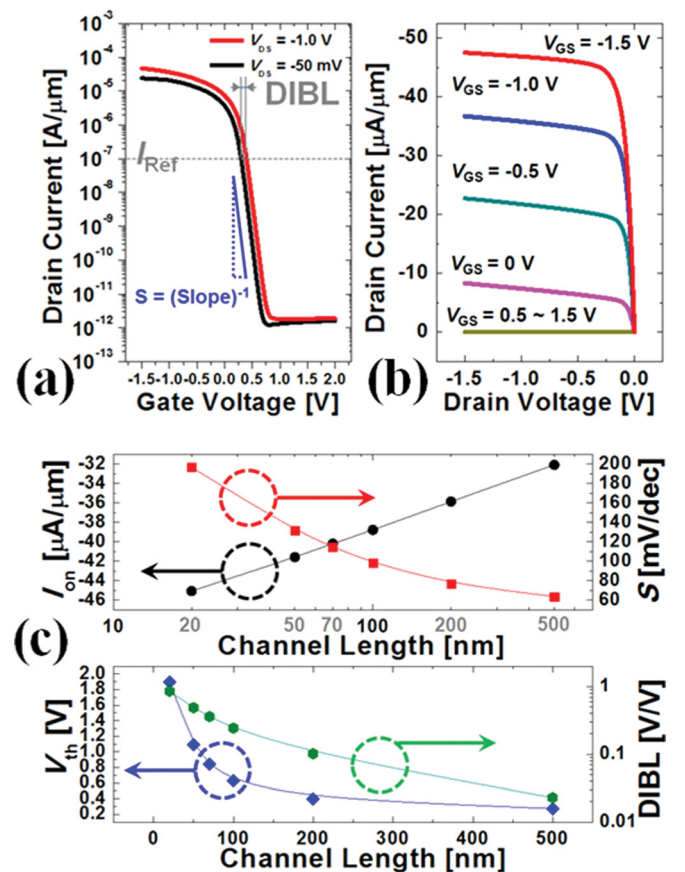 10⁻³
10⁻⁴
10⁻⁵
10⁻⁶
10⁻⁷
10⁻⁸
10⁻⁹
10⁻¹⁰
10⁻¹¹
10⁻¹²
10⁻¹³
Drain Current [A/μm]
V_DS = -1.0 V
V_DS = -50 mV
DIBL
I_Ref
S = (Slope)⁻¹
-1.5 -1.0 -0.5 0.0 0.5 1.0 1.5 2.0
Gate Voltage [V]
(a)
-50
-40
-30
-20
-10
0
Drain Current [μA/μm]
V_GS = -1.5 V
V_GS = -1.0 V
V_GS = -0.5 V
V_GS = 0 V
V_GS = 0.5 ~ 1.5 V
-1.5 -1.0 -0.5 0.0
Drain Voltage [V]
(b)
-32
-34
-36
-38
-40
-42
-44
-46
I_on [μA/μm]
200
180
160
140
120
100
80
60
S [mV/dec]
10 20 50 70 100 200 500
Channel Length [nm]
(c)
2.0
1.8
1.6
1.4
1.2
1.0
0.8
0.6
0.4
0.2
V_th [V]
1
0.1
0.01
DIBL [V/V]
0 100 200 300 400 500
Channel Length [nm]